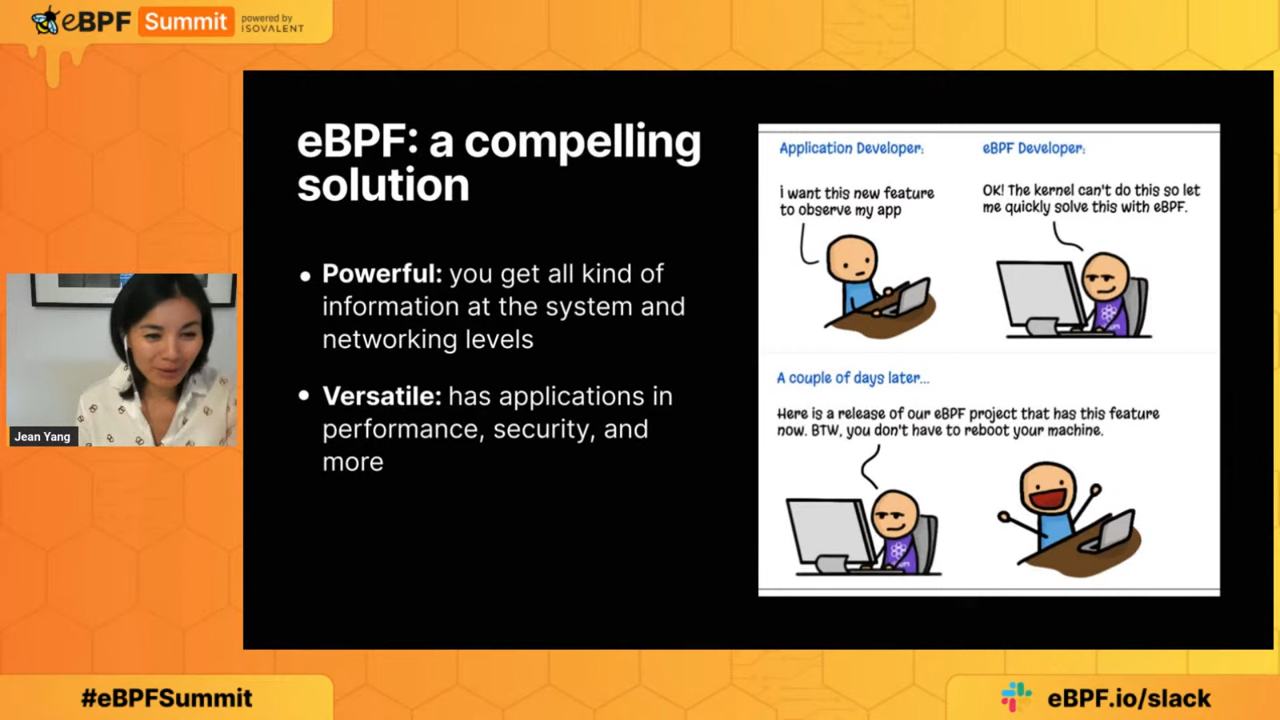 eBPF Summit powered by ISOVALENT
eBPF: a compelling
solution
• Powerful: you get all kind of
information at the system and
networking levels
• Versatile: has applications in
performance, security, and
more
Application Developer:
i want this new feature
to observe my app
eBPF Developer:
OK! The kernel can't do this so let
me quickly solve this with eBPF.
A couple of days later...
Here is a release of our eBPF project that has this feature
now. BTW, you don't have to reboot your machine.
Jean Yang
#eBPFSummit
eBPF.io/slack